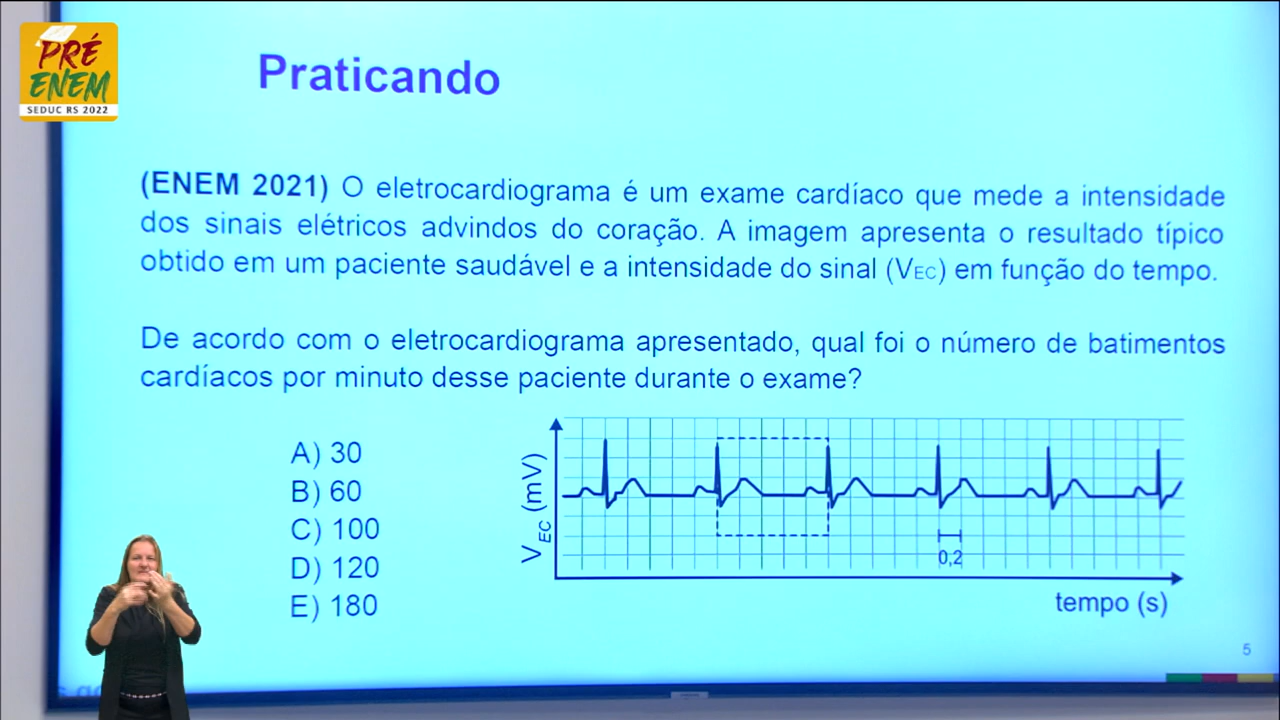 PRÉ
ENEM
SEDUC RS 2022
Praticando
(ENEM 2021) O eletrocardiograma é um exame cardíaco que mede a intensidade
dos sinais elétricos advindos do coração. A imagem apresenta o resultado típico
obtido em um paciente saudável e a intensidade do sinal (VEC) em função do tempo.
De acordo com o eletrocardiograma apresentado, qual foi o número de batimentos
cardíacos por minuto desse paciente durante o exame?
A) 30
B) 60
C) 100
D) 120
E) 180
VEC (mV)
0,2
tempo (s)
5